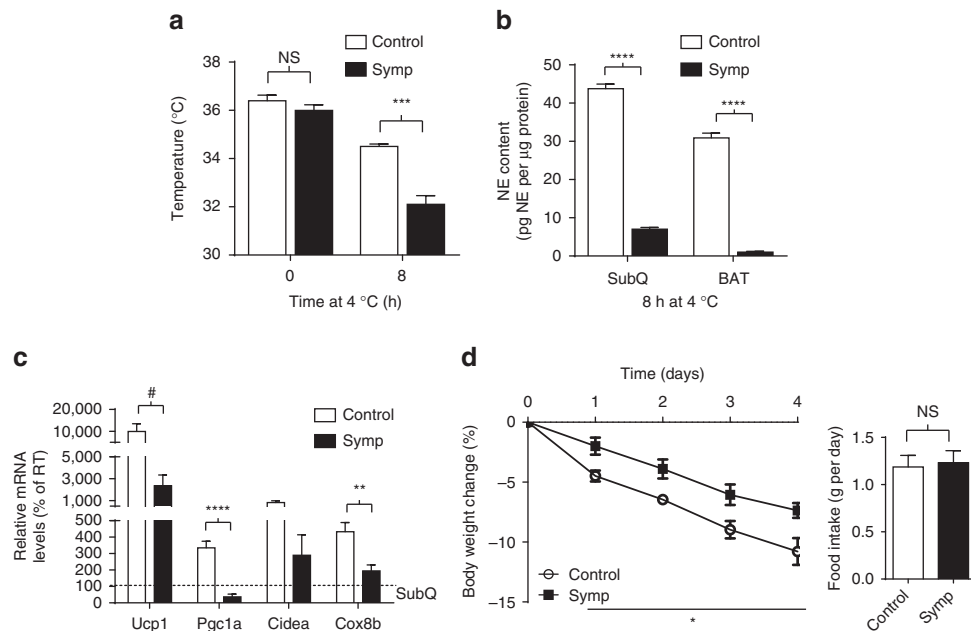 a
Control
Symp
NS
***
38
36
34
32
30
Temperature (°C)
0 8
Time at 4 °C (h)
b
Control
Symp
****
****
50
40
30
20
10
0
NE content
(pg NE per µg protein)
SubQ BAT
8 h at 4 °C
c
Control
Symp
#
****
**
20,000
10,000
5,000
3,000
1,000
500
400
300
200
100
0
Relative mRNA
levels (% of RT)
SubQ
Ucp1 Pgc1a Cidea Cox8b
d
Time (days)
0 1 2 3 4
0
−5
−10
−15
Body weight change (%)
Control
Symp
*
NS
1.5
1.0
0.5
0.0
Food intake (g per day)
Control Symp